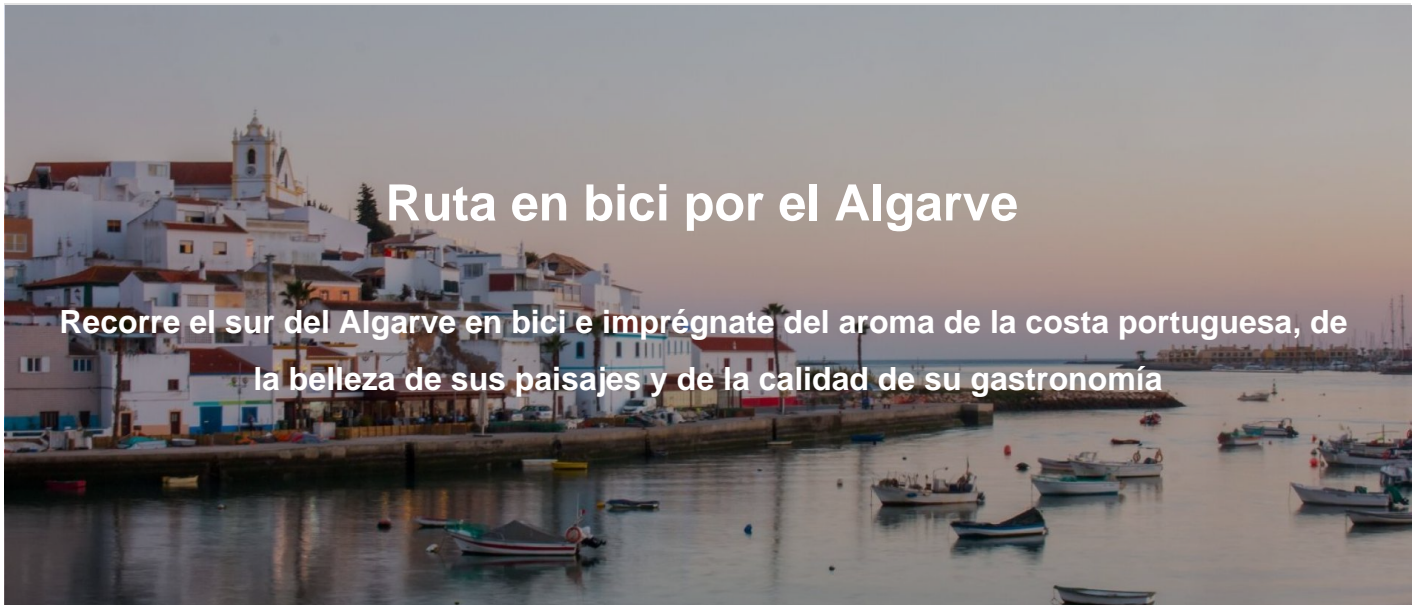 Ruta en bici por el Algarve
Recorre el sur del Algarve en bici e imprégnate del aroma de la costa portuguesa, de
la belleza de sus paisajes y de la calidad de su gastronomía